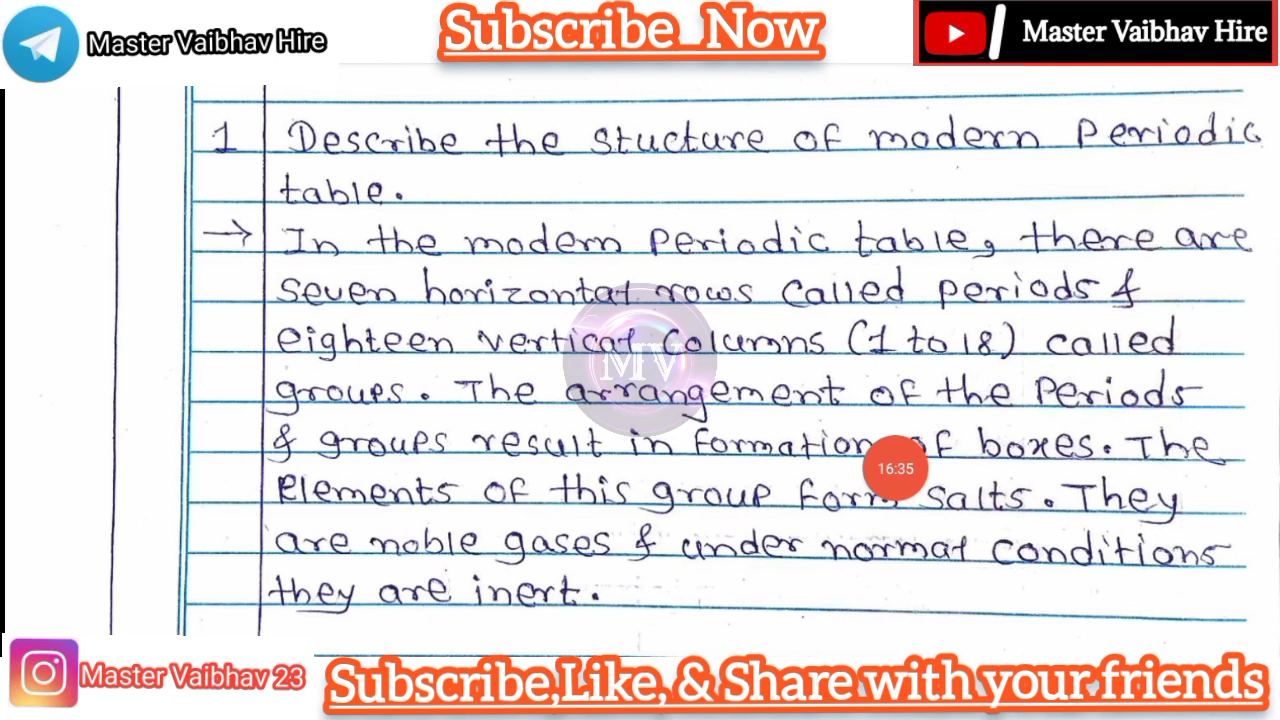 Master Vaibhav Hire
Subscribe Now
Master Vaibhav Hire
1 Describe the stucture of modern periodic
table.
→ In the modern periodic table, there are
seven horizontal rows called periods &
eighteen vertical columns (1 to 18) called
groups. The arrangement of the periods
& groups result in formation of boxes. The
elements of this group form salts. They
are noble gases & under normal conditions
they are inert.
MV
16:35
Master Vaibhav 23
Subscribe,Like, & Share with your friends